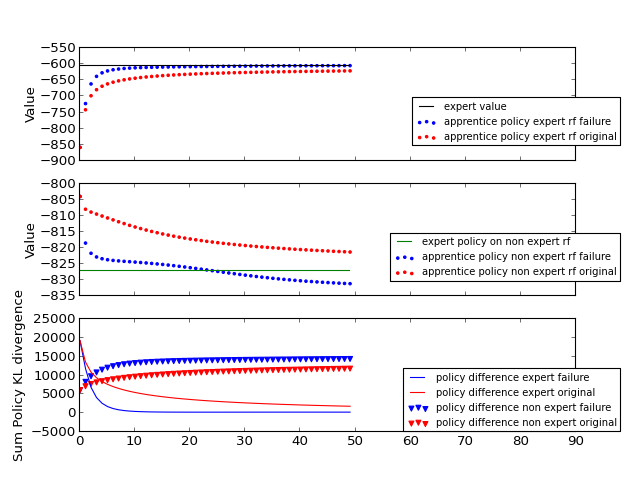 −550
−600
−650
−700
−750
−800
−850
−900
Value
expert value
apprentice policy expert rf failure
apprentice policy expert rf original
−800
−805
−810
−815
−820
−825
−830
−835
Value
expert policy on non expert rf
apprentice policy non expert rf failure
apprentice policy non expert rf original
25000
20000
15000
10000
5000
0
−5000
Sum Policy KL divergence
policy difference expert failure
policy difference expert original
policy difference non expert failure
policy difference non expert original
0 10 20 30 40 50 60 70 80 90